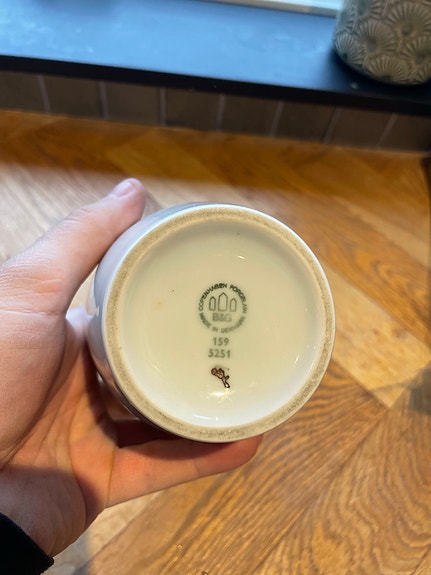 COPENHAGEN PORCELAIN
B&G
MADE IN DENMARK
159
5251